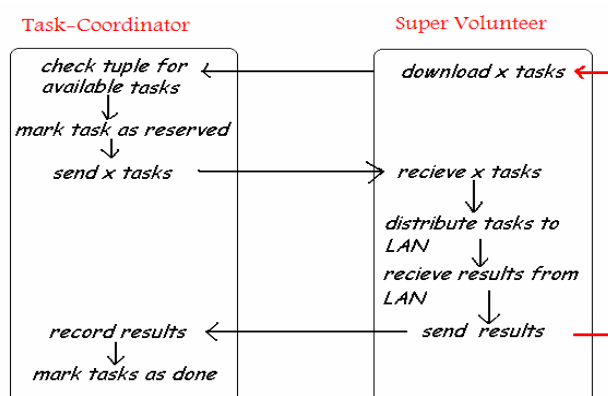 Task-Coordinator
check tuple for
available tasks
mark task as reserved
send x tasks
record results
mark tasks as done
Super Volunteer
download x tasks
recieve x tasks
distribute tasks to
LAN
recieve results from
LAN
send results